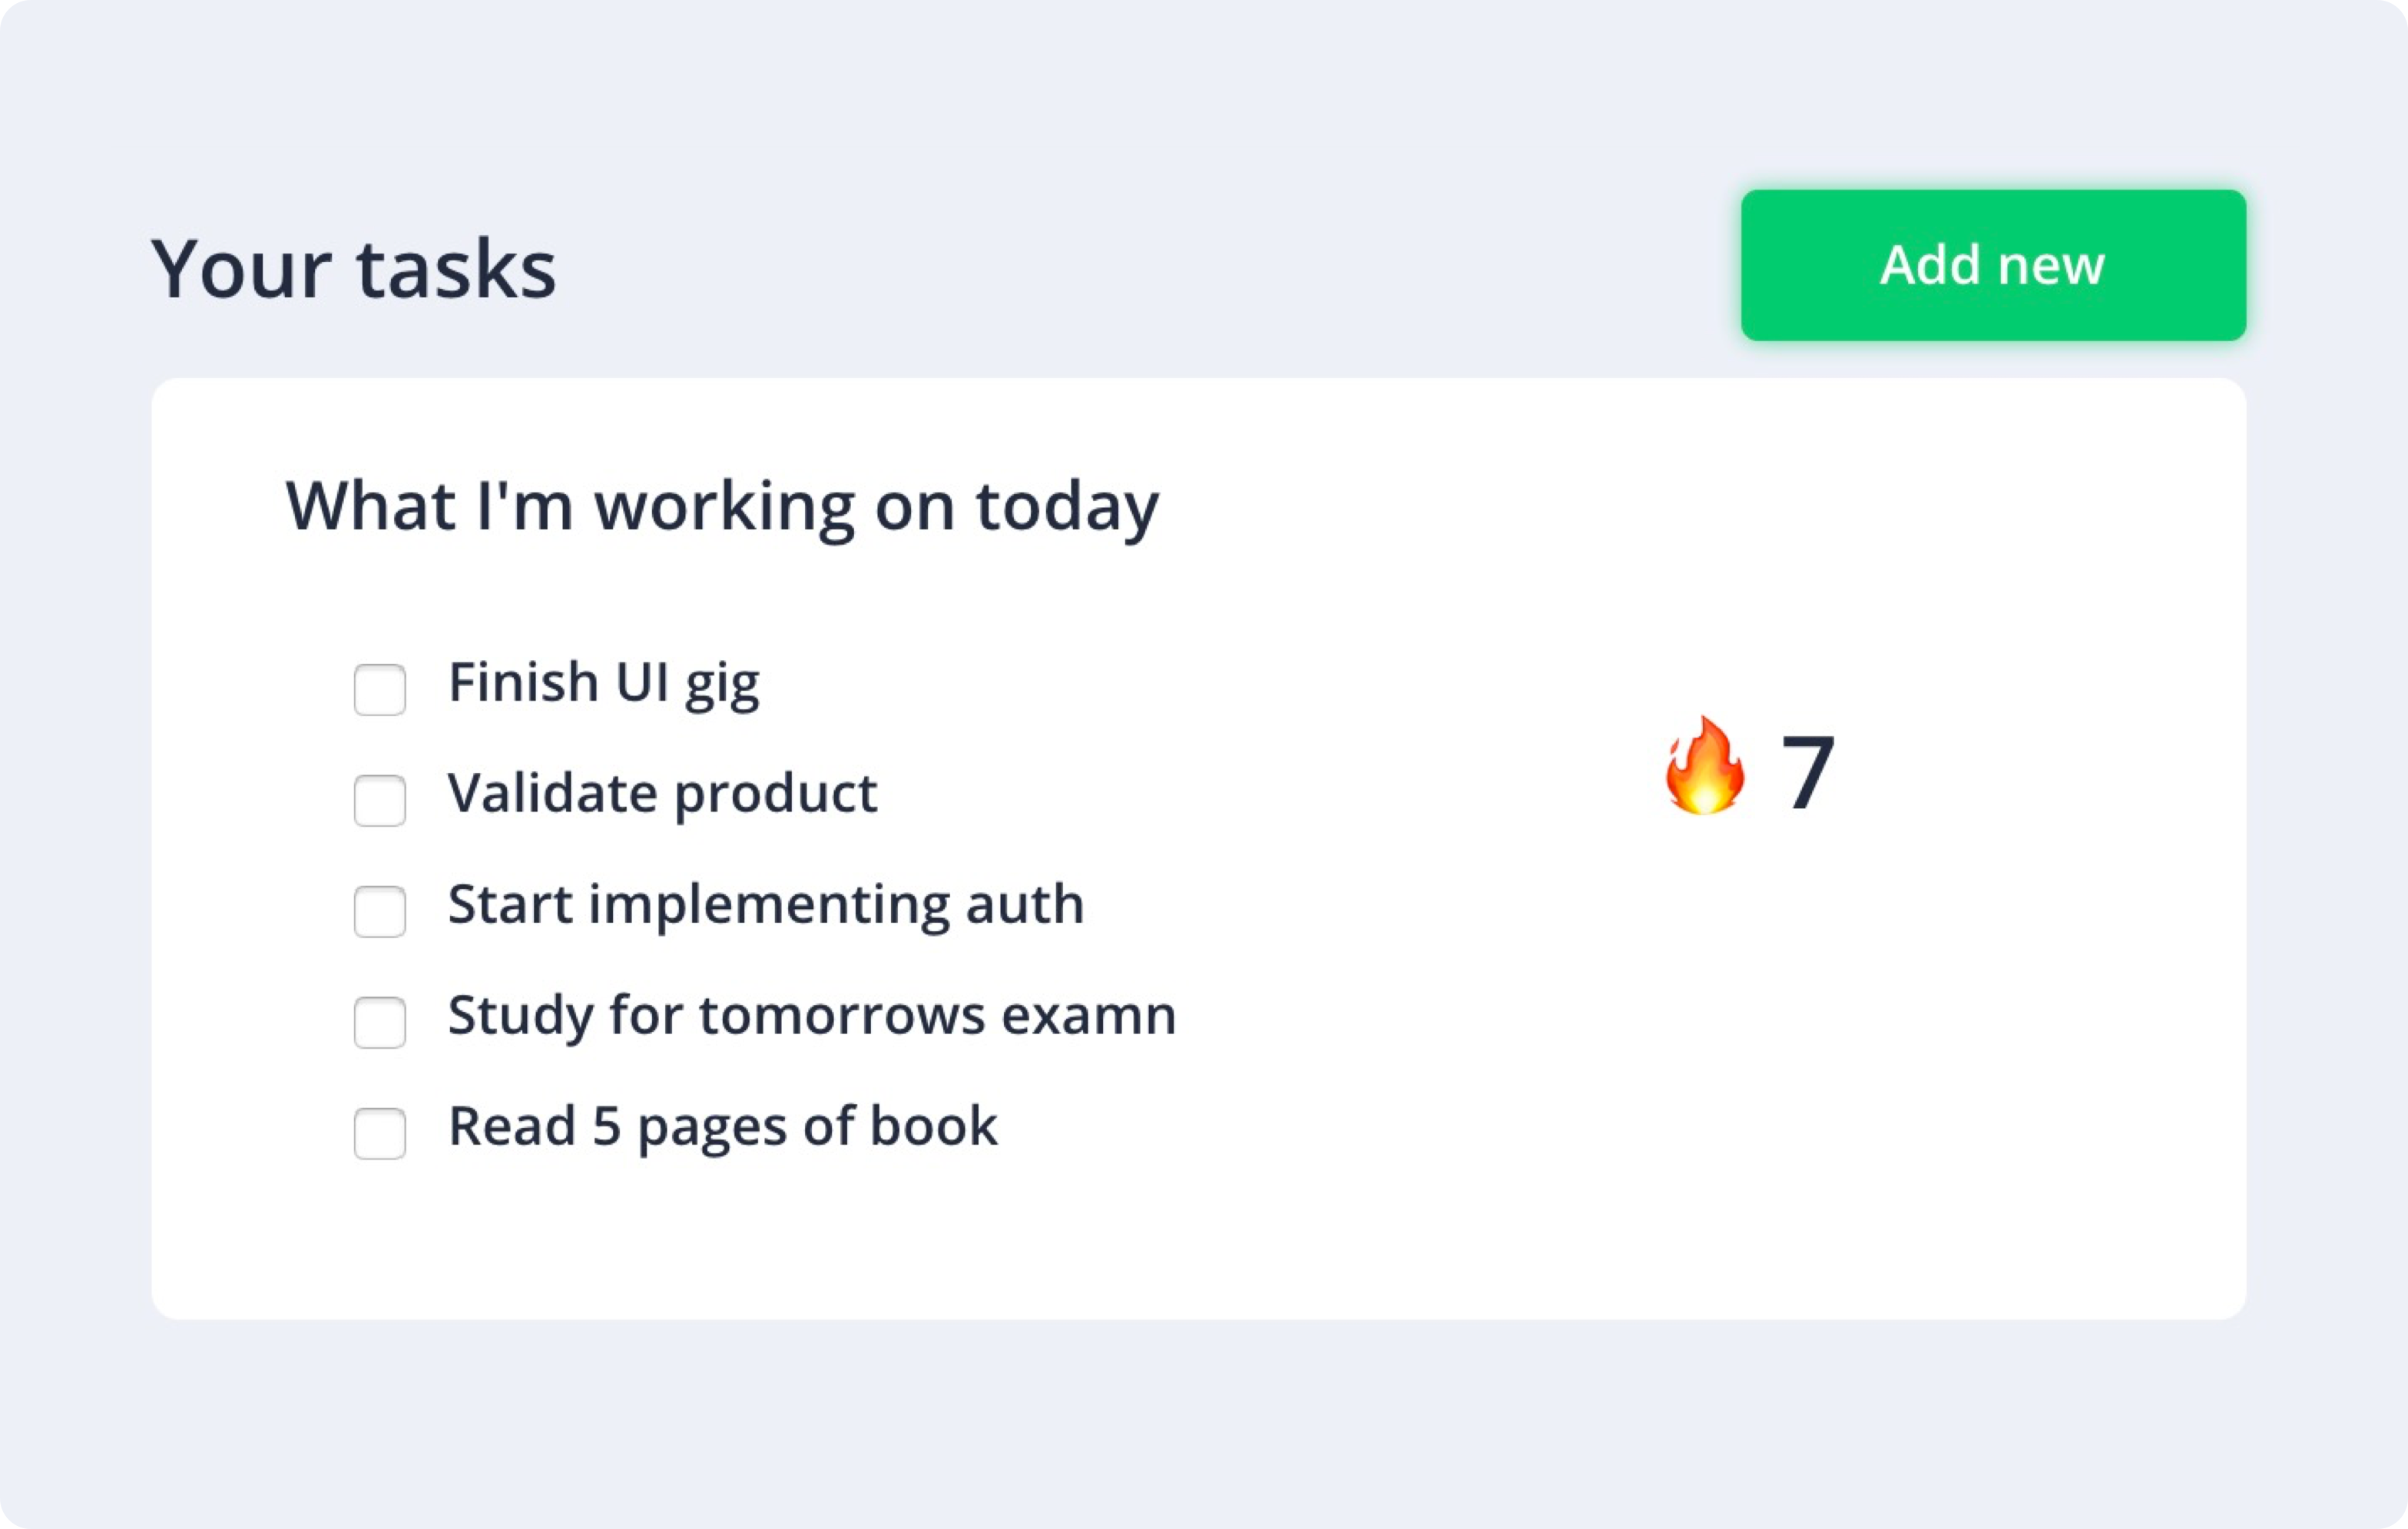 Your tasks
Add new
What I'm working on today
Finish UI gig
Validate product
Start implementing auth
Study for tomorrows examn
Read 5 pages of book
🔥 7